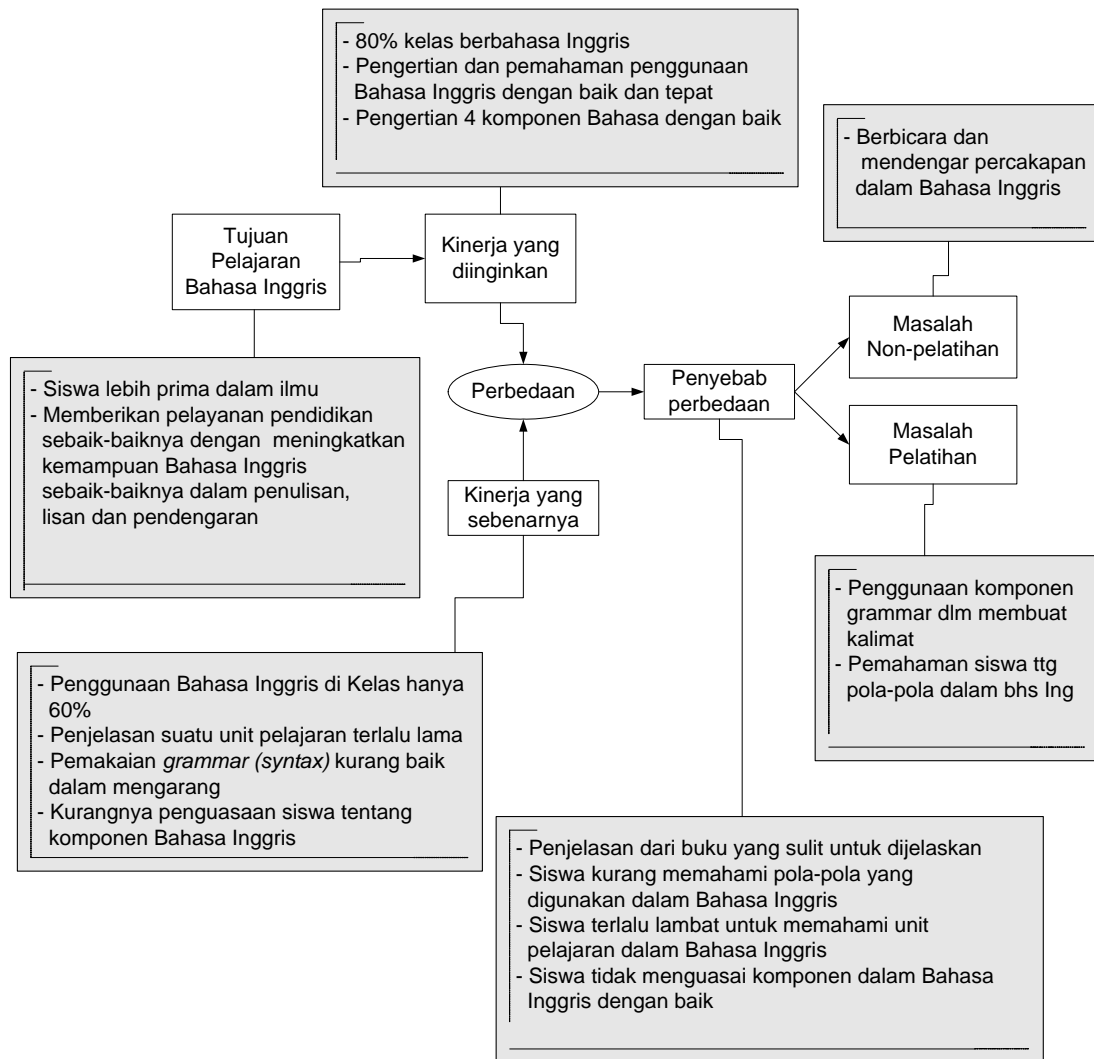 - 80% kelas berbahasa Inggris
- Pengertian dan pemahaman penggunaan
Bahasa Inggris dengan baik dan tepat
- Pengertian 4 komponen Bahasa dengan baik
- Berbicara dan
mendengar percakapan
dalam Bahasa Inggris
Tujuan
Pelajaran
Bahasa Inggris
Kinerja yang
diinginkan
Masalah
Non-pelatihan
- Siswa lebih prima dalam ilmu
- Memberikan pelayanan pendidikan
sebaik-baiknya dengan meningkatkan
kemampuan Bahasa Inggris
sebaik-baiknya dalam penulisan,
lisan dan pendengaran
Perbedaan
Penyebab
perbedaan
Masalah
Pelatihan
Kinerja yang
sebenarnya
- Penggunaan komponen
grammar dlm membuat
kalimat
- Pemahaman siswa ttg
pola-pola dalam bhs Ing
- Penggunaan Bahasa Inggris di Kelas hanya
60%
- Penjelasan suatu unit pelajaran terlalu lama
- Pemakaian grammar (syntax) kurang baik
dalam mengarang
- Kurangnya penguasaan siswa tentang
komponen Bahasa Inggris
- Penjelasan dari buku yang sulit untuk dijelaskan
- Siswa kurang memahami pola-pola yang
digunakan dalam Bahasa Inggris
- Siswa terlalu lambat untuk memahami unit
pelajaran dalam Bahasa Inggris
- Siswa tidak menguasai komponen dalam Bahasa
Inggris dengan baik